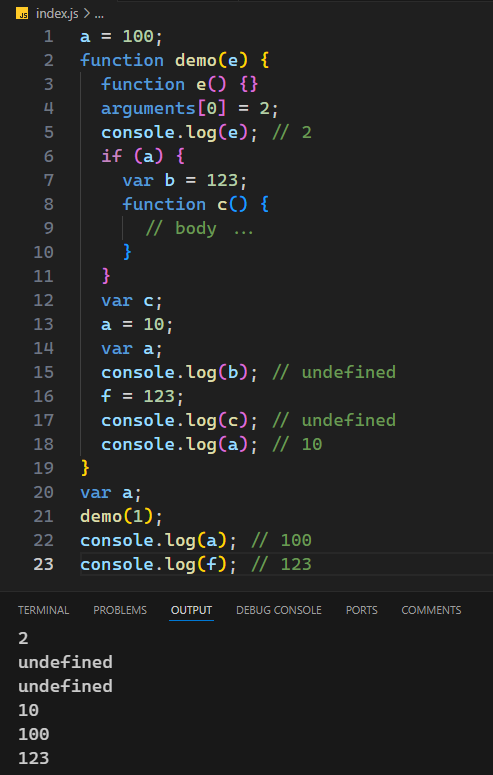 JS index.js > ...
1 a = 100;
2 function demo(e) {
3   function e() {}
4   arguments[0] = 2;
5   console.log(e); // 2
6   if (a) {
7     var b = 123;
8     function c() {
9       // body ...
10     }
11   }
12   var c;
13   a = 10;
14   var a;
15   console.log(b); // undefined
16   f = 123;
17   console.log(c); // undefined
18   console.log(a); // 10
19 }
20 var a;
21 demo(1);
22 console.log(a); // 100
23 console.log(f); // 123
TERMINAL PROBLEMS OUTPUT DEBUG CONSOLE PORTS COMMENTS
2
undefined
undefined
10
100
123